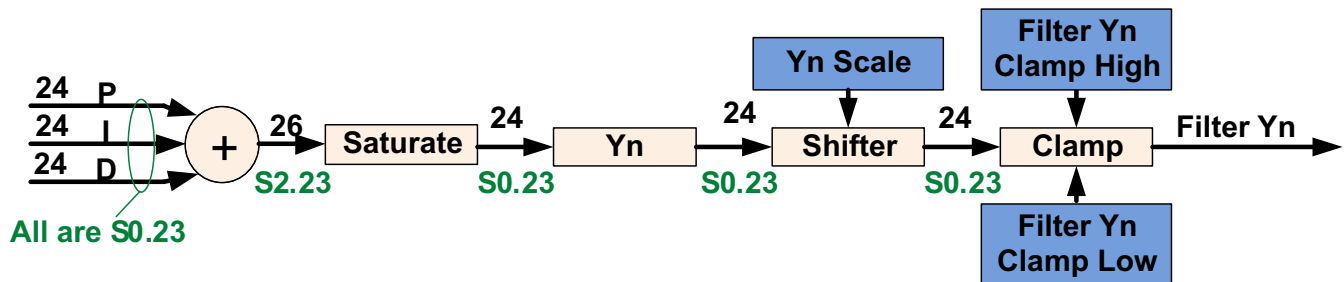 Filter Yn
Clamp High
Yn Scale
24 P
24 I
24 D
+
26
Saturate
24
Yn
24
Shifter
24
Clamp
Filter Yn
S2.23
S0.23
S0.23
S0.23
All are S0.23
Filter Yn
Clamp Low